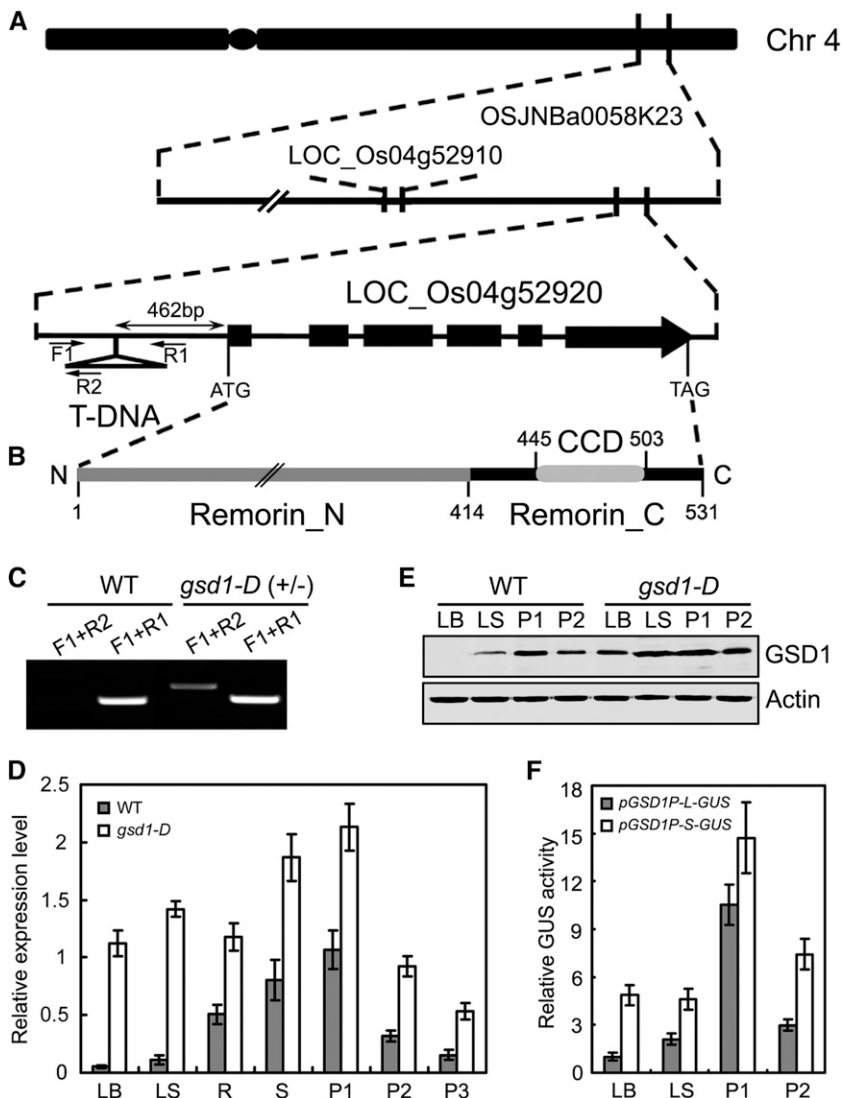 A
Chr 4
OSJNBa0058K23
LOC_Os04g52910
LOC_Os04g52920
462bp
F1
R1
R2
T-DNA
ATG
TAG
B
N
445
CCD
503
C
1
Remorin_N
414
Remorin_C
531
C
WT
gsd1-D (+/-)
F1+R2
F1+R1
F1+R2
F1+R1
E
WT
gsd1-D
LB LS P1 P2 LB LS P1 P2
GSD1
Actin
D
Relative expression level
2.5
2
1.5
1
0.5
0
WT
gsd1-D
LB LS R S P1 P2 P3
F
Relative GUS activity
18
15
12
9
6
3
0
pGSD1P-L-GUS
pGSD1P-S-GUS
LB LS P1 P2